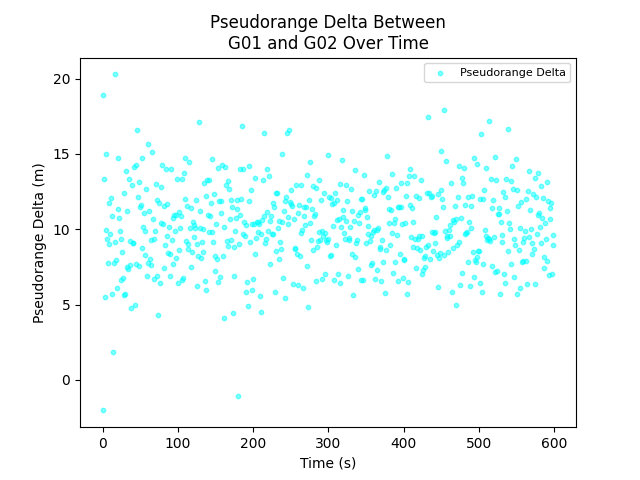 Pseudorange Delta Between
G01 and G02 Over Time
Pseudorange Delta
20
15
10
5
0
Pseudorange Delta (m)
0 100 200 300 400 500 600
Time (s)